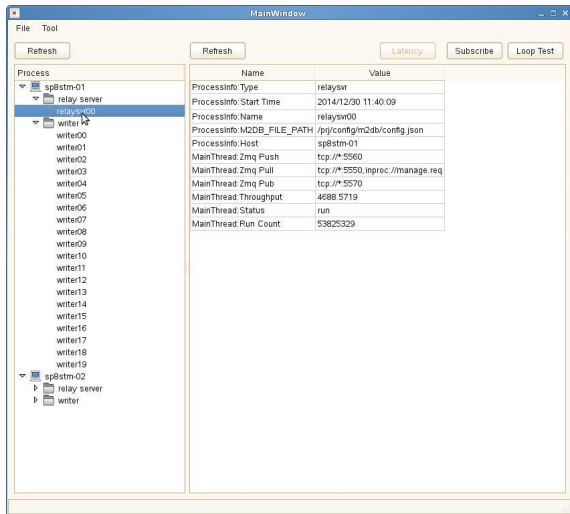 MainWindow
File Tool
Refresh
Refresh Latency Subscribe Loop Test
Process
sp8stm-01
relay server
relaysvr00
writer
writer00
writer01
writer02
writer03
writer04
writer05
writer06
writer07
writer08
writer09
writer10
writer11
writer12
writer13
writer14
writer15
writer16
writer17
writer18
writer19
sp8stm-02
relay server
writer
Name Value
ProcessInfo:Type relaysvr
ProcessInfo:Start Time 2014/12/30 11:40:09
ProcessInfo:Name relaysvr00
ProcessInfo:M2DB_FILE_PATH /prj/config/m2db/config.json
ProcessInfo:Host sp8stm-01
MainThread:Zmq Push tcp://*:5560
MainThread:Zmq Pull tcp://*:5550,inproc://manage.req
MainThread:Zmq Pub tcp://*:5570
MainThread:Throughput 4688.5719
MainThread:Status run
MainThread:Run Count 53825329